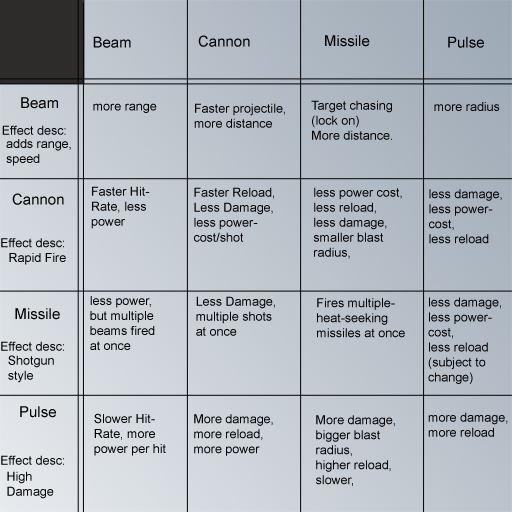 Beam
Cannon
Missile
Pulse
Beam
Effect desc:
adds range,
speed
more range
Faster projectile,
more distance
Target chasing
(lock on)
More distance.
more radius
Cannon
Effect desc:
Rapid Fire
Faster Hit-
Rate, less
power
Faster Reload,
Less Damage,
less power-
cost/shot
less power cost,
less reload,
less damage,
smaller blast
radius,
less damage,
less power-
cost,
less reload
Missile
Effect desc:
Shotgun
style
less power,
but multiple
beams fired
at once
Less Damage,
multiple shots
at once
Fires multiple-
heat-seeking
missiles at once
less damage,
less power-
cost,
less reload
(subject to
change)
Pulse
Effect desc:
High
Damage
Slower Hit-
Rate, more
power per hit
More damage,
more reload,
more power
More damage,
bigger blast
radius,
higher reload,
slower,
more damage,
more reload